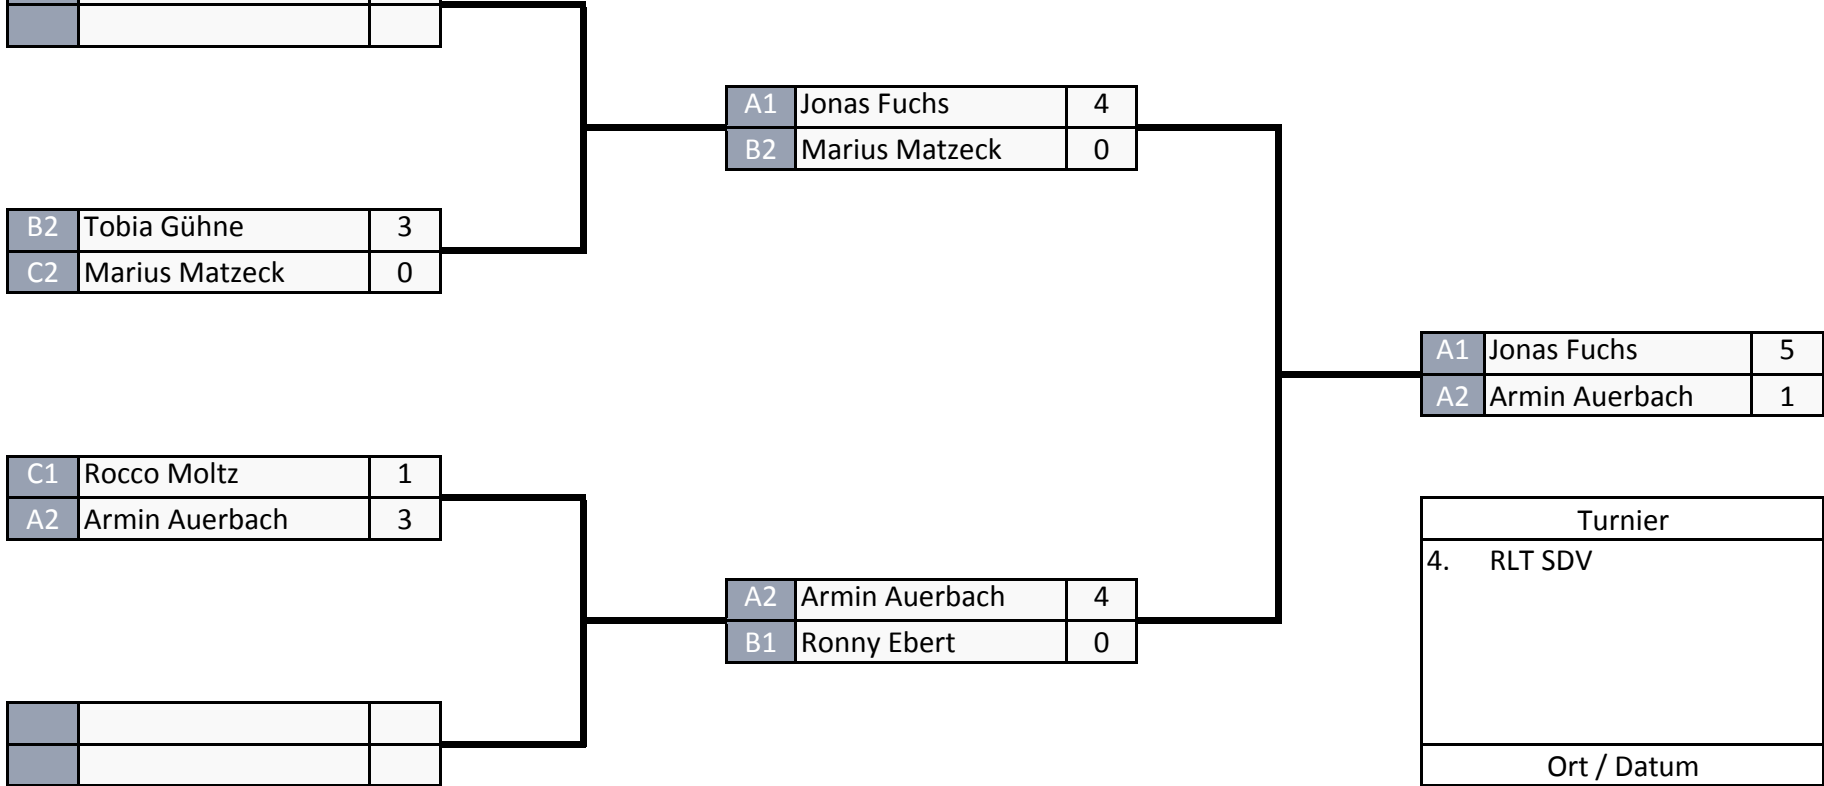 A1 Jonas Fuchs 4
B2 Marius Matzeck 0
B2 Tobia Gühne 3
C2 Marius Matzeck 0
A1 Jonas Fuchs 5
A2 Armin Auerbach 1
C1 Rocco Moltz 1
A2 Armin Auerbach 3
Turnier
4. RLT SDV
A2 Armin Auerbach 4
B1 Ronny Ebert 0
Ort / Datum